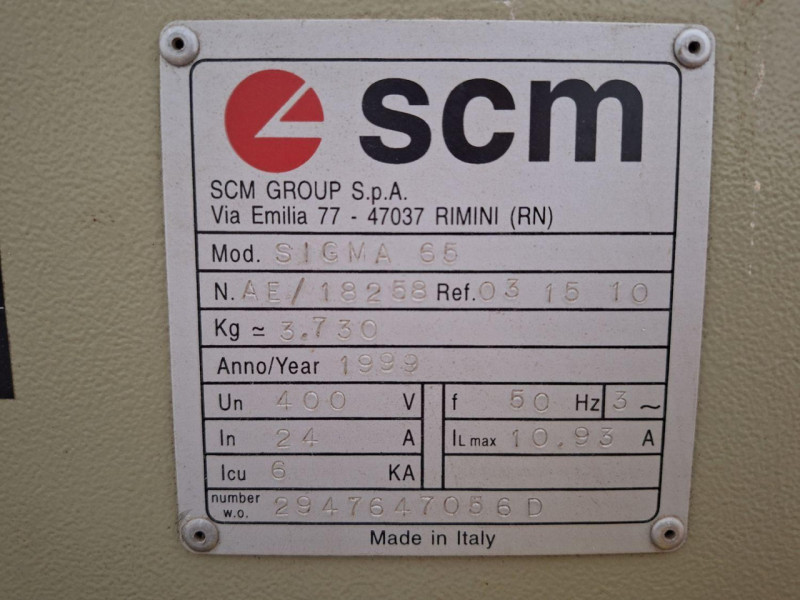 scm
SCM GROUP S.p.A.
Via Emilia 77 - 47037 RIMINI (RN)
Mod. SIGMA 65
N. AE/18258 Ref. 03 15 10
Kg ≃ 3.730
Anno/Year 1999
Un 400 V f 50 Hz 3 ~
In 24 A IL max 10,93 A
Icu 6 KA
number w.o. 2947647056D
Made in Italy